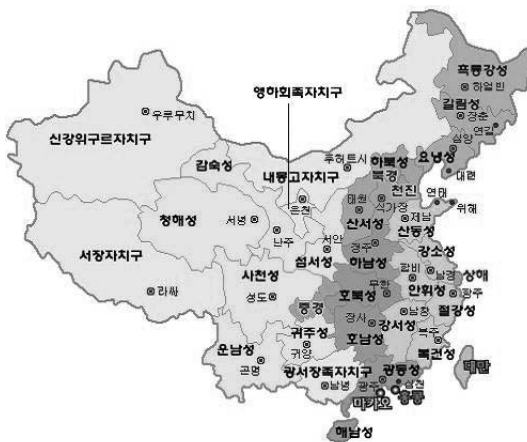 흑룡강성
하얼빈
길림성
장춘
연길
영하회족자치구
우루무치
심양
요녕성
신강위구르자치구
후허트시
하북성
대련
감숙성
내몽고자치구
북경
천진
연태
위해
은천
태원
석가장
제남
청해성
서녕
산서성
산동성
난주
서안
정주
강소성
서장자치구
섬서성
하남성
합비
남경
상해
사천성
안휘성
무한
항주
라싸
성도
호북성
절강성
중경
장사
남창
강서성
귀주성
호남성
복주
운남성
귀양
복건성
곤명
광서장족자치구
광동성
대만
남녕
광주
심천
마카오
홍콩
해남성